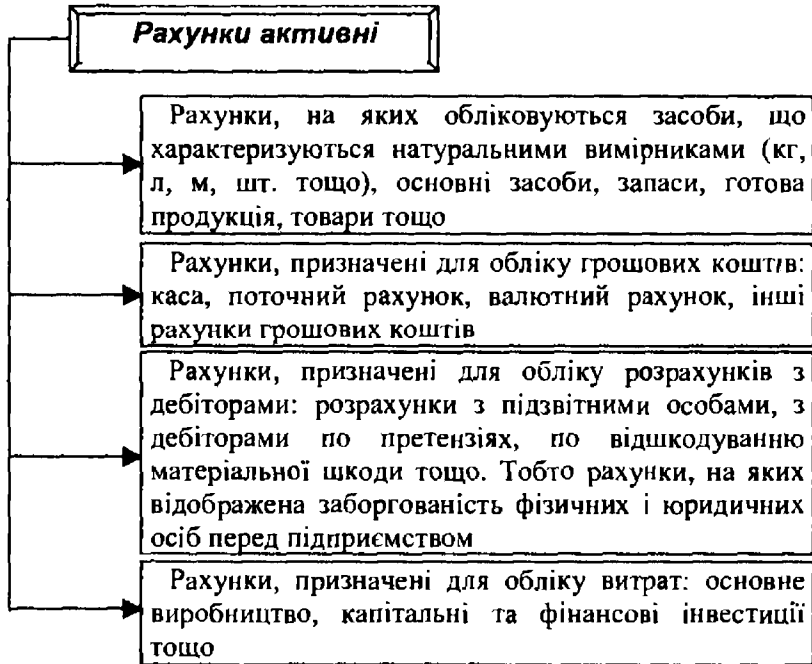 Рахунки активні
Рахунки, на яких обліковуються засоби, що
характеризуються натуральними вимірниками (кг,
л, м, шт. тощо), основні засоби, запаси, готова
продукція, товари тощо
Рахунки, призначені для обліку грошових коштів:
каса, поточний рахунок, валютний рахунок, інші
рахунки грошових коштів
Рахунки, призначені для обліку розрахунків з
дебіторами: розрахунки з підзвітними особами, з
дебіторами по претензіях, по відшкодуванню
матеріальної шкоди тощо. Тобто рахунки, на яких
відображена заборгованість фізичних і юридичних
осіб перед підприємством
Рахунки, призначені для обліку витрат: основне
виробництво, капітальні та фінансові інвестиції
тощо